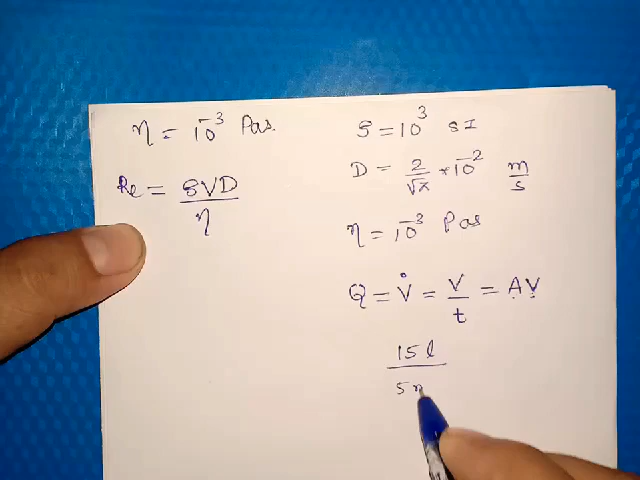 η = 10⁻³ Pas.
Re = ρVD / η
ρ = 10³ SI
D = 2/√π × 10⁻² m/s
η = 10⁻³ Pas
Q = V̇ = V/t = AV
15 l
5